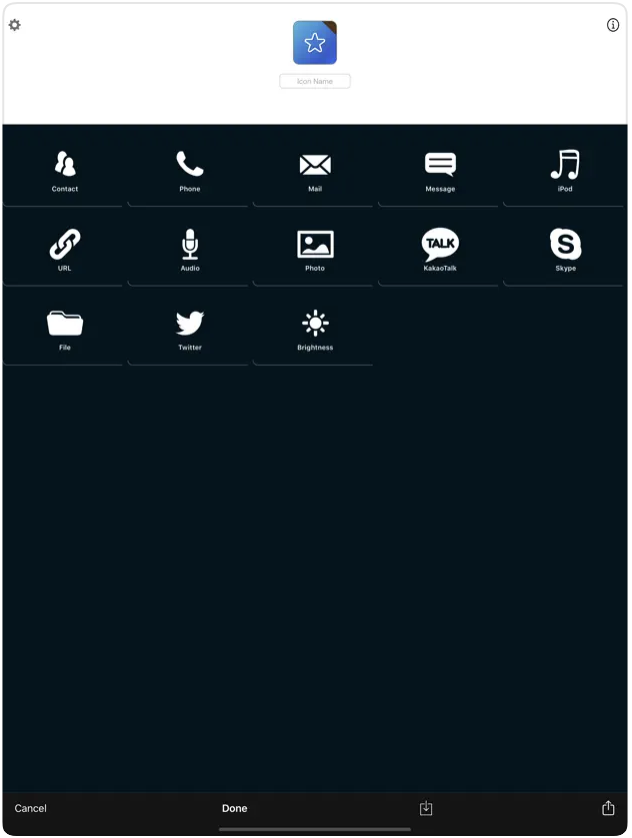 Icon Name
Contact
Phone
Mail
Message
iPod
URL
Audio
Photo
TALK
KakaoTalk
S
Skype
File
Twitter
Brightness
Cancel
Done